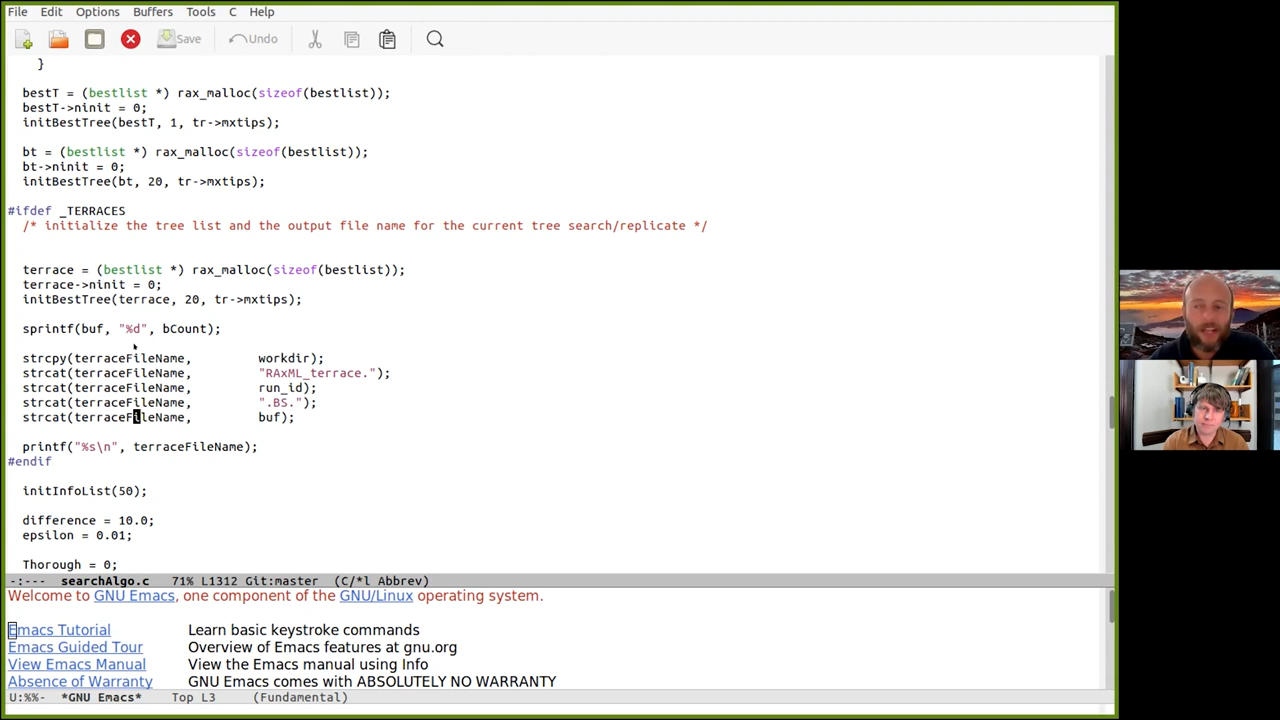 File Edit Options Buffers Tools C Help
Save Undo
}
bestT = (bestlist *) rax_malloc(sizeof(bestlist));
bestT->ninit = 0;
initBestTree(bestT, 1, tr->mxtips);
bt = (bestlist *) rax_malloc(sizeof(bestlist));
bt->ninit = 0;
initBestTree(bt, 20, tr->mxtips);
#ifdef _TERRACES
/* initialize the tree list and the output file name for the current tree search/replicate */
terrace = (bestlist *) rax_malloc(sizeof(bestlist));
terrace->ninit = 0;
initBestTree(terrace, 20, tr->mxtips);
sprintf(buf, "%d", bCount);
strcpy(terraceFileName, workdir);
strcat(terraceFileName, "RAxML_terrace.");
strcat(terraceFileName, run_id);
strcat(terraceFileName, ".BS.");
strcat(terraceFileName, buf);
printf("%s\n", terraceFileName);
#endif
initInfoList(50);
difference = 10.0;
epsilon = 0.01;
Thorough = 0;
-:--- searchAlgo.c 71% L1312 Git:master (C/*l Abbrev)
Welcome to GNU Emacs, one component of the GNU/Linux operating system.
Emacs Tutorial Learn basic keystroke commands
Emacs Guided Tour Overview of Emacs features at gnu.org
View Emacs Manual View the Emacs manual using Info
Absence of Warranty GNU Emacs comes with ABSOLUTELY NO WARRANTY
U:%%- *GNU Emacs* Top L3 (Fundamental)